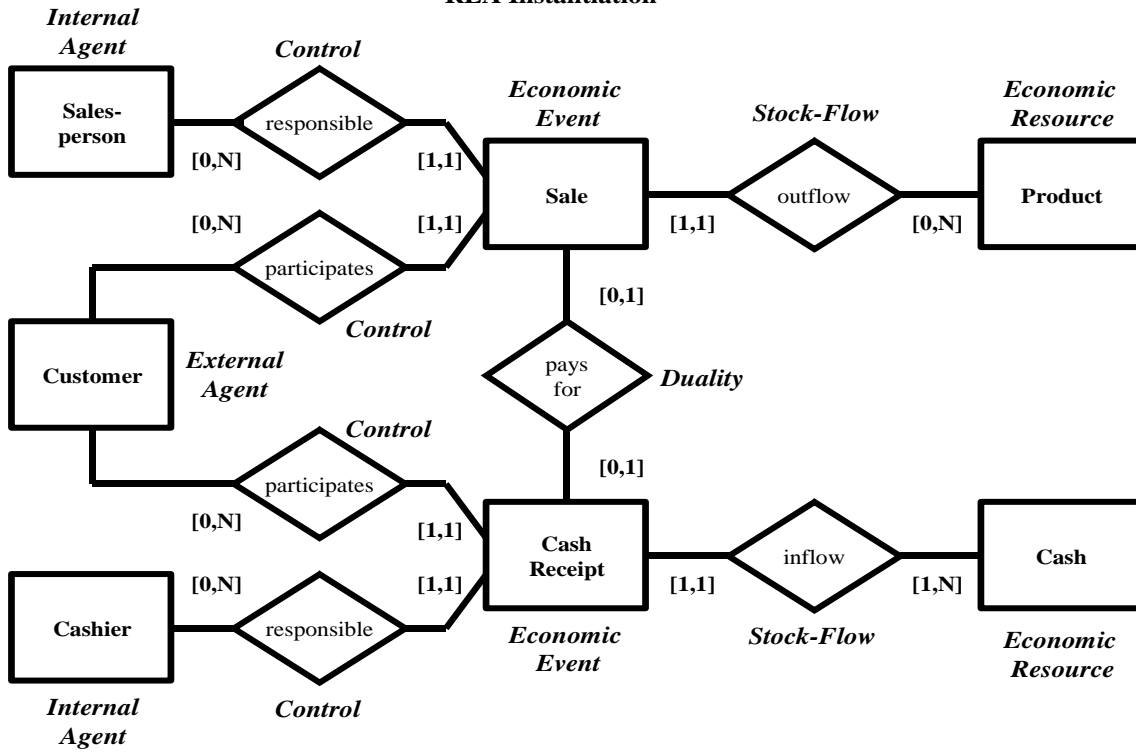 REA Instantiation
Internal
Agent
Sales-
person
[0,N]
Control
responsible
[1,1]
Economic
Event
Sale
[1,1]
Stock-Flow
outflow
[0,N]
Economic
Resource
Product
[0,N]
participates
[1,1]
Control
Customer
External
Agent
[0,1]
pays
for
Duality
[0,1]
Control
participates
[0,N]
[1,1]
Cash
Receipt
Economic
Event
[1,1]
inflow
Stock-Flow
[1,N]
Cash
Economic
Resource
Cashier
Internal
Agent
[0,N]
responsible
[1,1]
Control